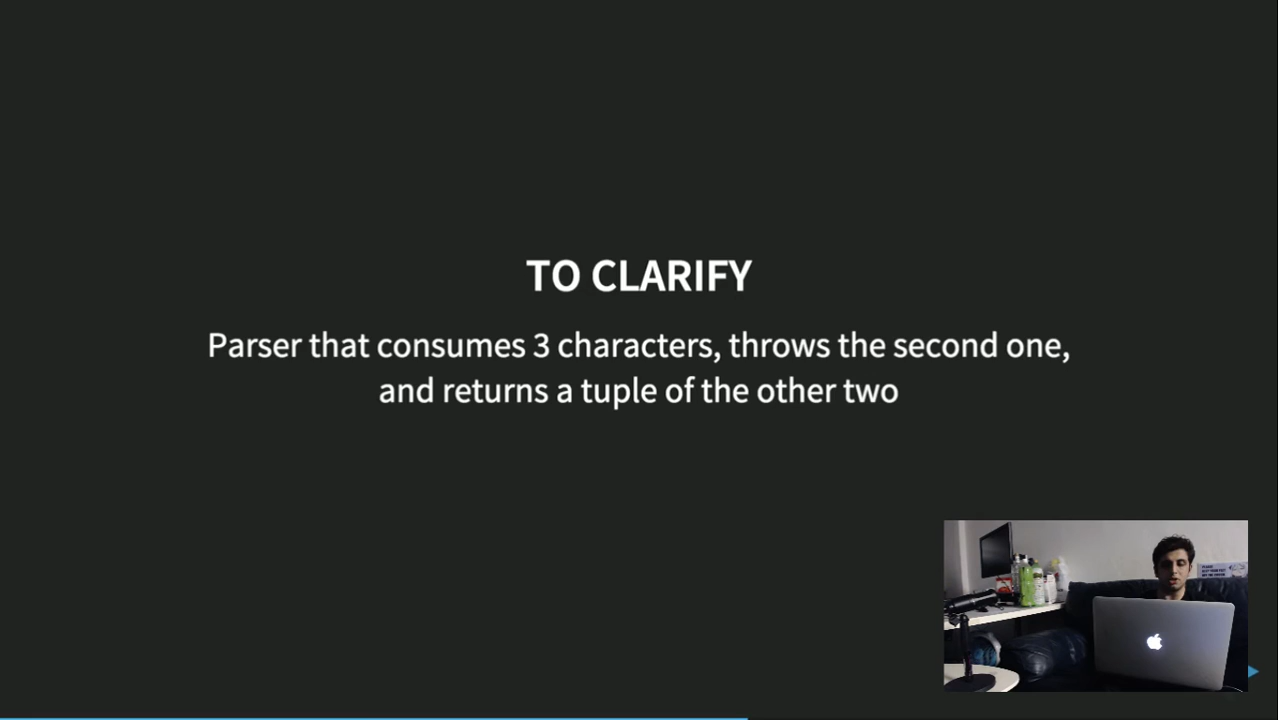 TO CLARIFY
Parser that consumes 3 characters, throws the second one,
and returns a tuple of the other two